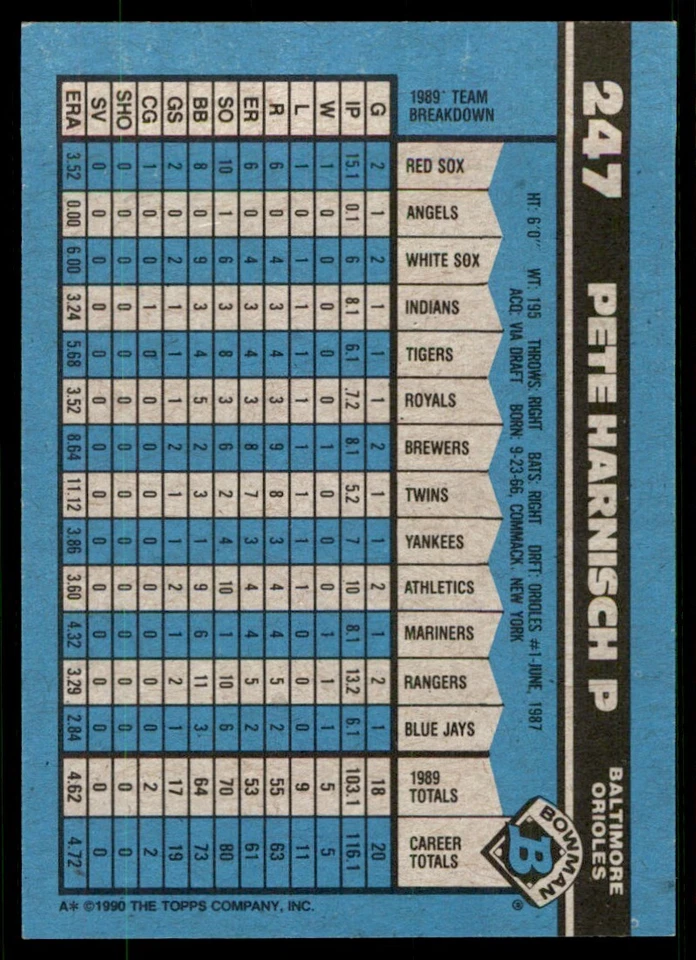 247 PETE HARNISCH P
BALTIMORE
ORIOLES
HT: 6'0" WT: 195 THROWS: RIGHT BATS: RIGHT DRFT: ORIOLES #1-JUNE, 1987
ACQ: VIA DRAFT BORN: 9-23-66, COMMACK, NEW YORK
BOWMAN
B
®
1989 TEAM
BREAKDOWN
G IP W L R ER SO BB GS CG SHO SV ERA
RED SOX 2 15.1 1 1 6 6 10 8 2 1 0 0 3.52
ANGELS 1 0.1 0 0 0 0 1 0 0 0 0 0 0.00
WHITE SOX 2 6 0 1 4 4 6 9 2 0 0 0 6.00
INDIANS 1 8.1 0 1 3 3 3 3 1 1 0 0 3.24
TIGERS 1 6.1 0 1 4 4 8 4 1 0 0 0 5.68
ROYALS 1 7.2 0 1 3 3 3 5 1 0 0 0 3.52
BREWERS 2 8.1 1 1 9 8 6 2 2 0 0 0 8.64
TWINS 1 5.2 0 1 8 7 2 3 1 0 0 0 11.12
YANKEES 1 7 0 1 3 3 4 1 1 0 0 0 3.86
ATHLETICS 2 10 0 1 4 4 10 9 2 0 0 0 3.60
MARINERS 1 8.1 1 0 4 4 1 6 1 0 0 0 4.32
RANGERS 2 13.2 1 0 5 5 10 11 2 0 0 0 3.29
BLUE JAYS 1 6.1 1 0 2 2 6 3 1 0 0 0 2.84
1989 TOTALS 18 103.1 5 9 55 53 70 64 17 2 0 0 4.62
CAREER TOTALS 20 116.1 5 11 63 61 80 73 19 2 0 0 4.72
A* ©1990 THE TOPPS COMPANY, INC.